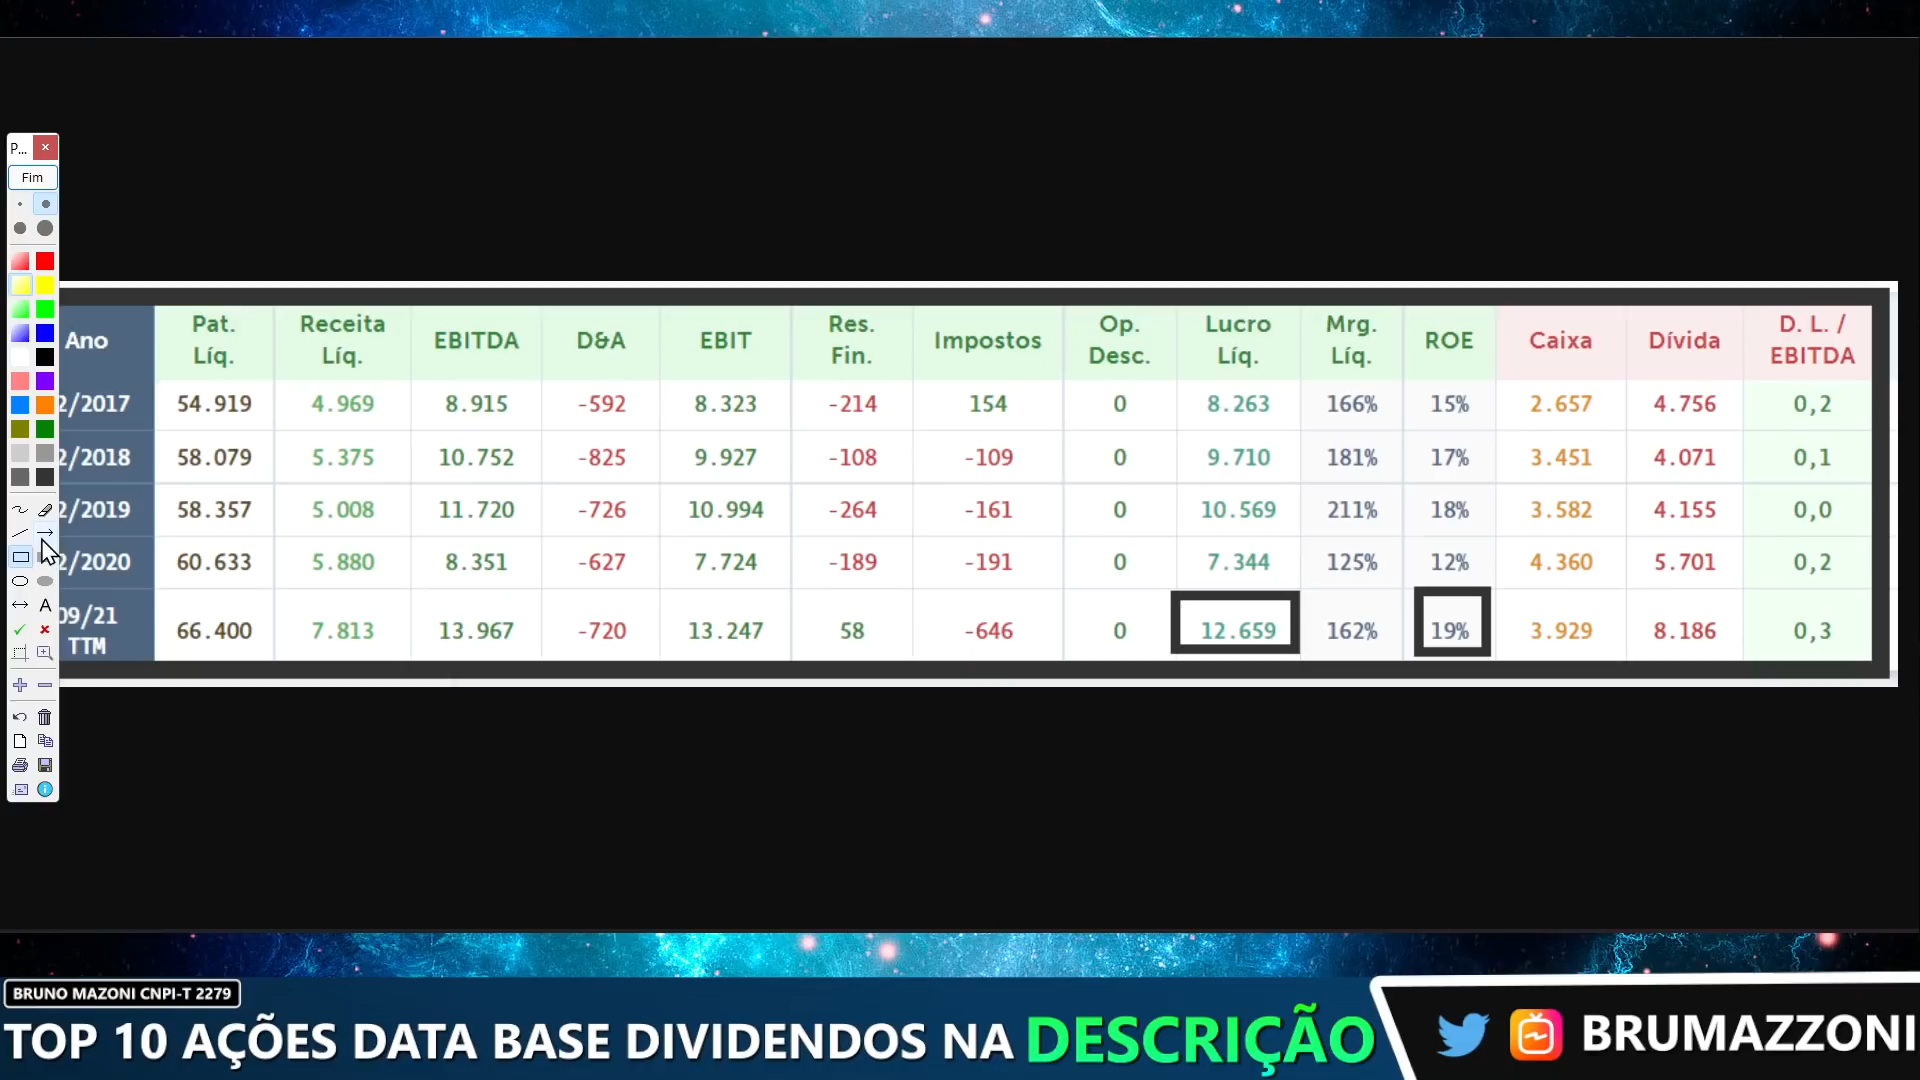 P...
Fim
Ano Pat. Líq. Receita Líq. EBITDA D&A EBIT Res. Fin. Impostos Op. Desc. Lucro Líq. Mrg. Líq. ROE Caixa Dívida D. L. / EBITDA
2/2017 54.919 4.969 8.915 -592 8.323 -214 154 0 8.263 166% 15% 2.657 4.756 0,2
2/2018 58.079 5.375 10.752 -825 9.927 -108 -109 0 9.710 181% 17% 3.451 4.071 0,1
2/2019 58.357 5.008 11.720 -726 10.994 -264 -161 0 10.569 211% 18% 3.582 4.155 0,0
2/2020 60.633 5.880 8.351 -627 7.724 -189 -191 0 7.344 125% 12% 4.360 5.701 0,2
09/21 TTM 66.400 7.813 13.967 -720 13.247 58 -646 0 12.659 162% 19% 3.929 8.186 0,3
A
BRUNO MAZONI CNPI-T 2279
TOP 10 AÇÕES DATA BASE DIVIDENDOS NA DESCRIÇÃO
BRUMAZZONI